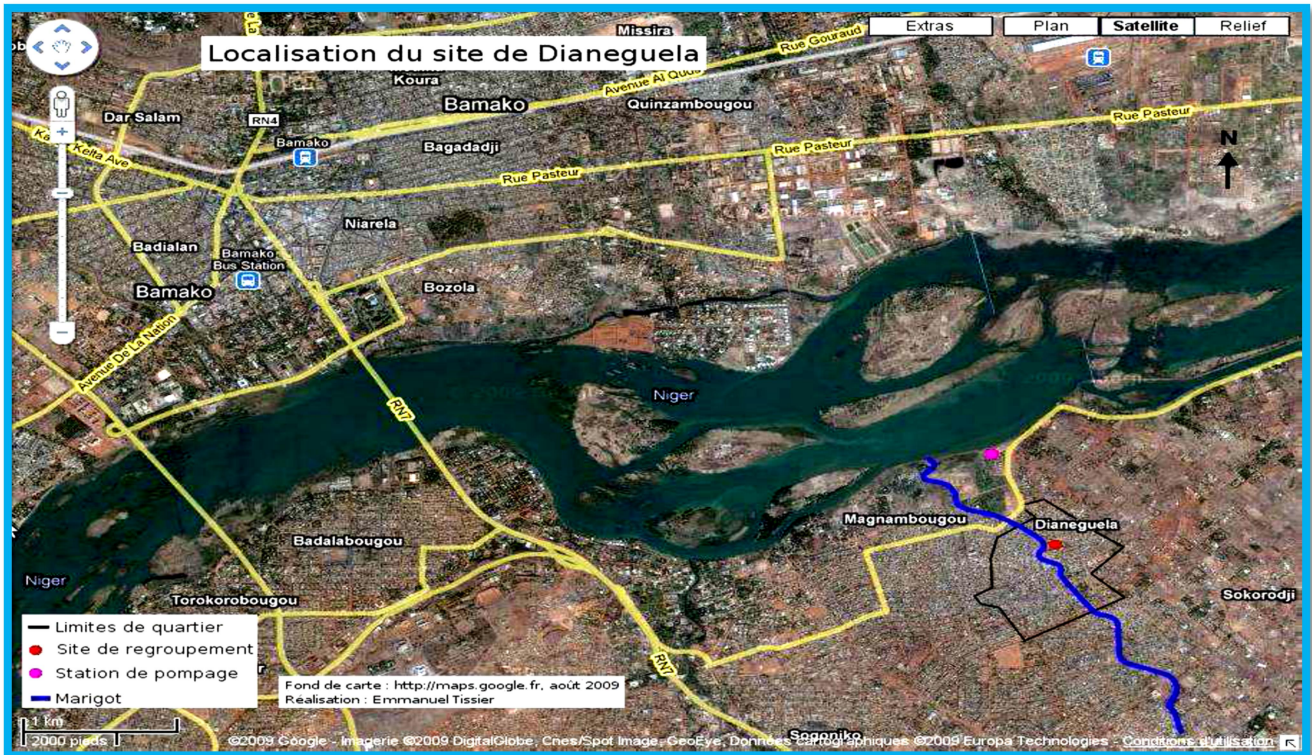 Localisation du site de Dianeguela
Extras
Plan
Satellite
Relief
Missira
Rue Gouraud
Koura
Avenue Al Quds
Bamako
Quinzambougou
Dar Salam
RN4
Rue Pasteur
N
Keïta Ave
Bamako
Bagadadji
Rue Pasteur
Rue Pasteur
Niarela
Badialan
Bamako
Bus Station
Bamako
Bozola
Avenue De La Nation
Niger
RN7
Magnambougou
Dianeguela
Badalabougou
Niger
Torokorobougou
Sokorodji
Limites de quartier
Site de regroupement
Station de pompage
Marigot
RN7
Fond de carte : http://maps.google.fr, août 2009
Réalisation : Emmanuel Tissier
1 km
2000 pieds
Sogoniko
©2009 Google - Imagerie ©2009 DigitalGlobe, Cnes/Spot Image, GeoEye, Données cartographiques ©2009 Europa Technologies - Conditions d'utilisation